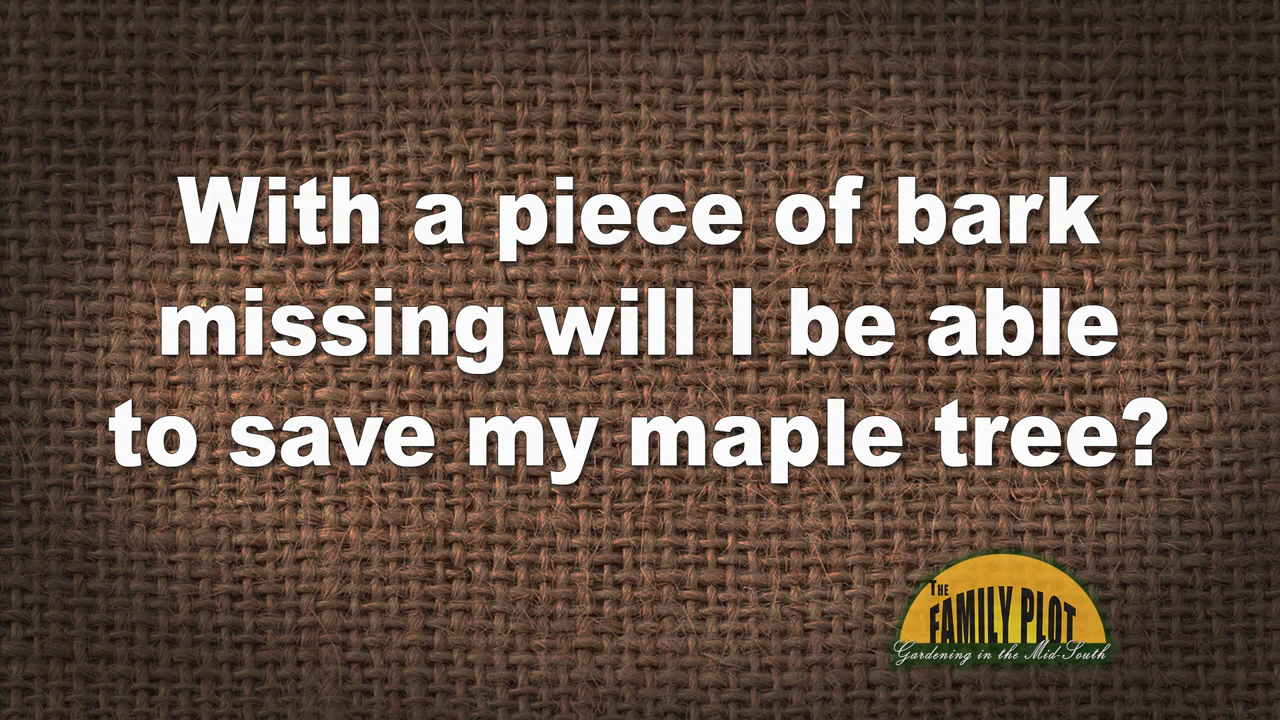 With a piece of bark
missing will I be able
to save my maple tree?
THE
FAMILY PLOT
Gardening in the Mid-South